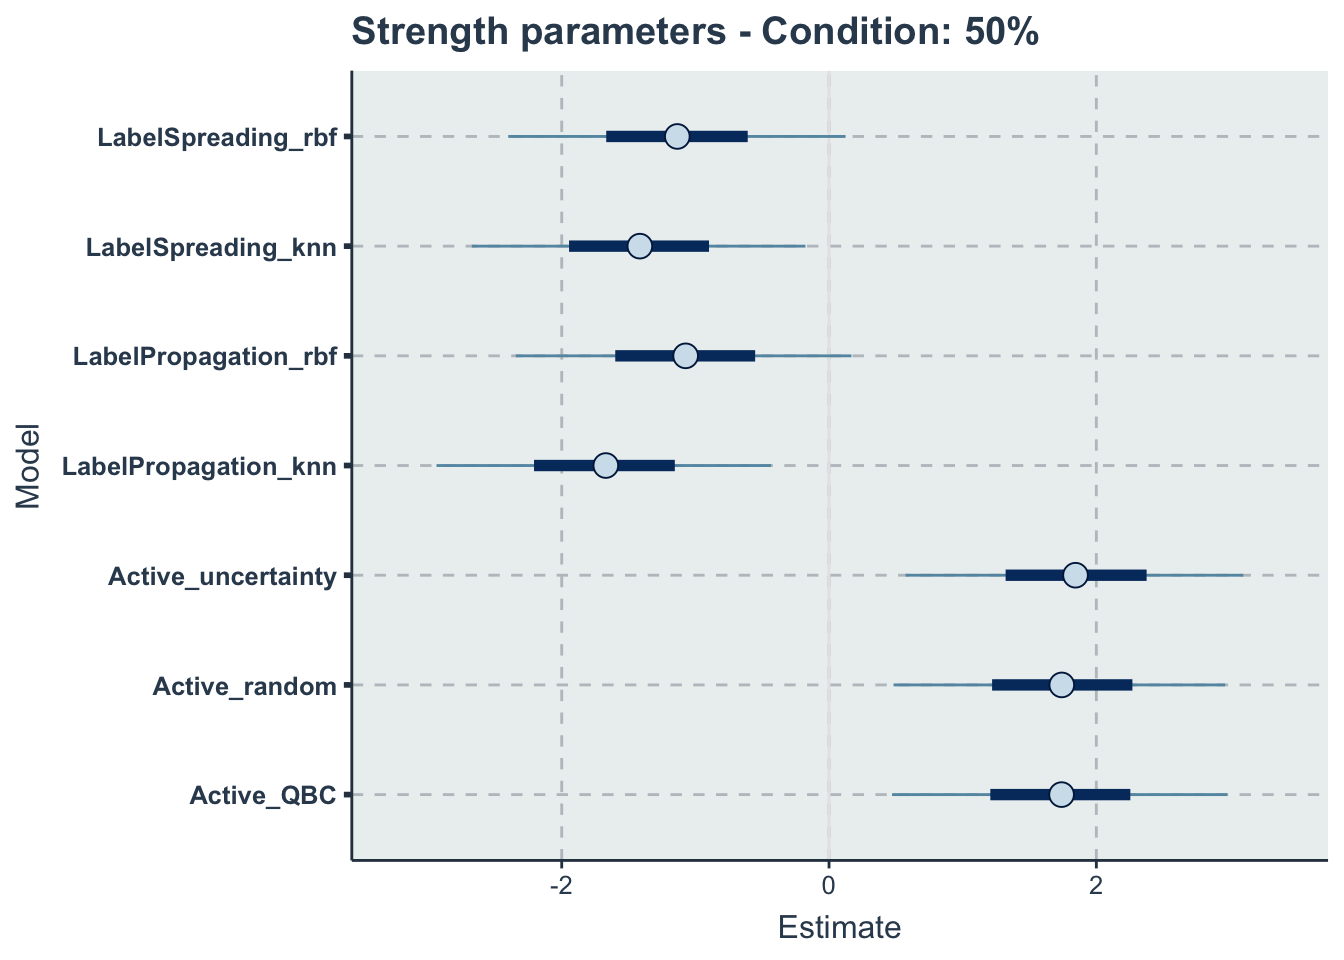 Strength parameters - Condition: 50%
LabelSpreading_rbf
LabelSpreading_knn
LabelPropagation_rbf
LabelPropagation_knn
Active_uncertainty
Active_random
Active_QBC
Model
-2 0 2
Estimate